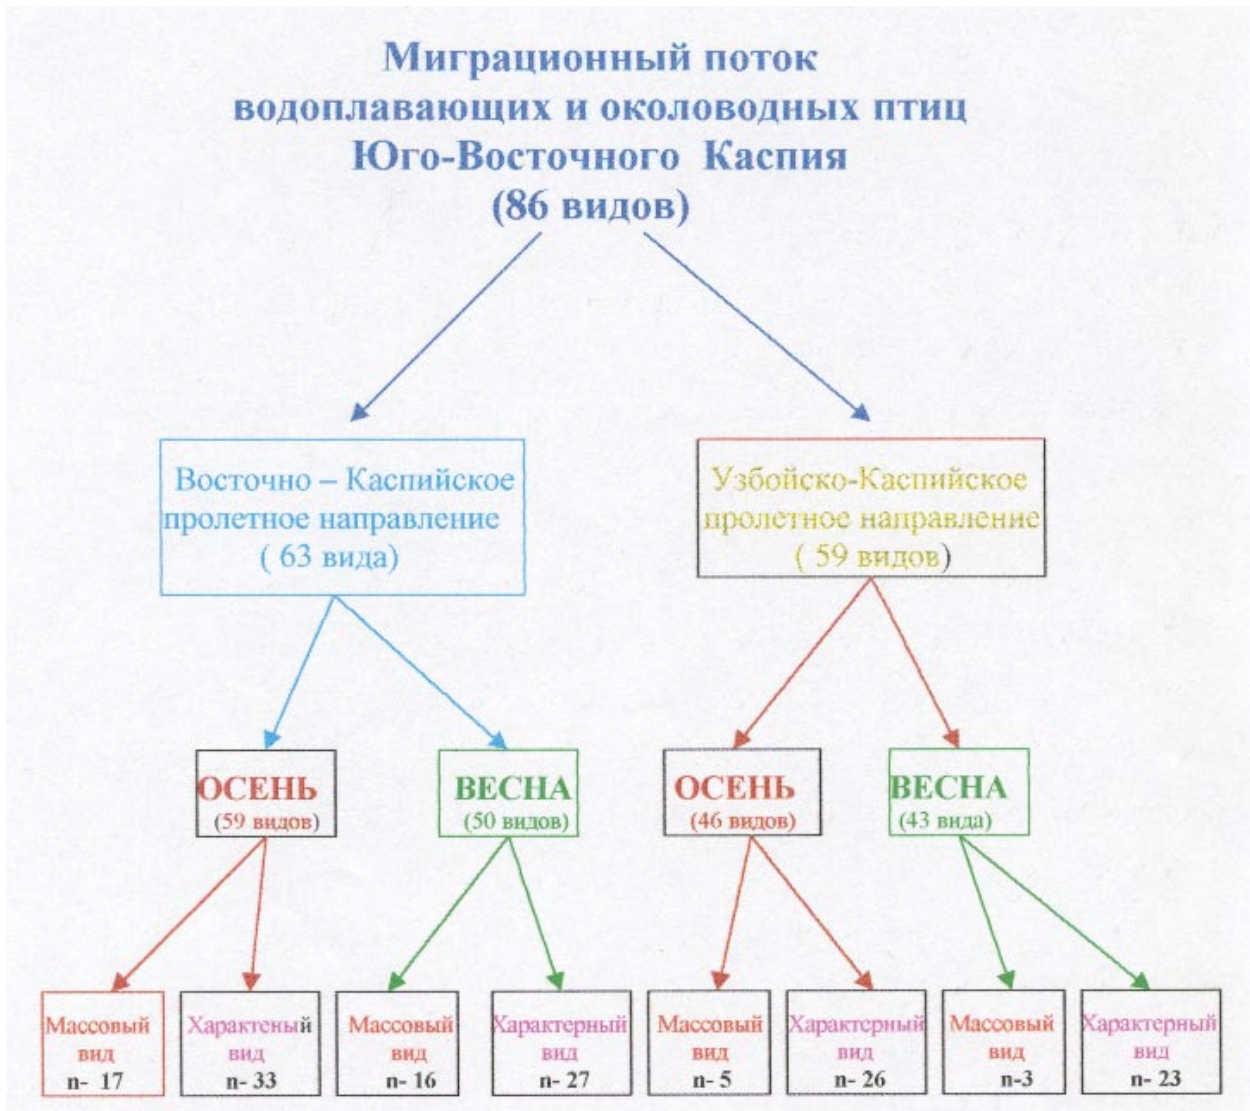 Миграционный поток
водоплавающих и околоводных птиц
Юго-Восточного Каспия
(86 видов)
Восточно – Каспийское
пролетное направление
( 63 вида)
Узбойско-Каспийское
пролетное направление
( 59 видов)
ОСЕНЬ
(59 видов)
ВЕСНА
(50 видов)
ОСЕНЬ
(46 видов)
ВЕСНА
(43 вида)
Массовый
вид
n- 17
Характеный
вид
n- 33
Массовый
вид
n- 16
Характерный
вид
n- 27
Массовый
вид
n- 5
Характерный
вид
n- 26
Массовый
вид
n-3
Характерный
вид
n- 23